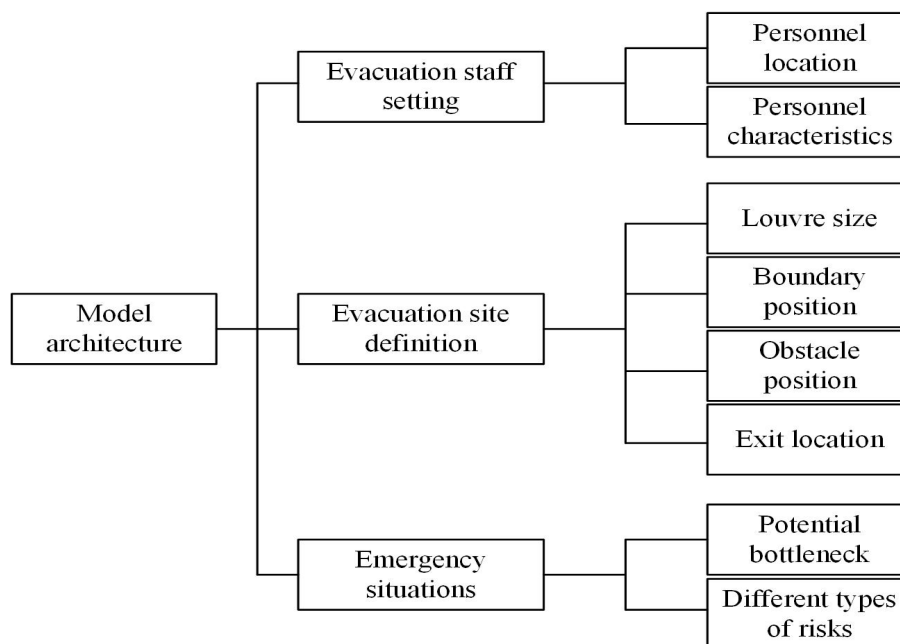 Model
architecture
Evacuation staff
setting
Personnel
location
Personnel
characteristics
Evacuation site
definition
Louvre size
Boundary
position
Obstacle
position
Exit location
Emergency
situations
Potential
bottleneck
Different types
of risks